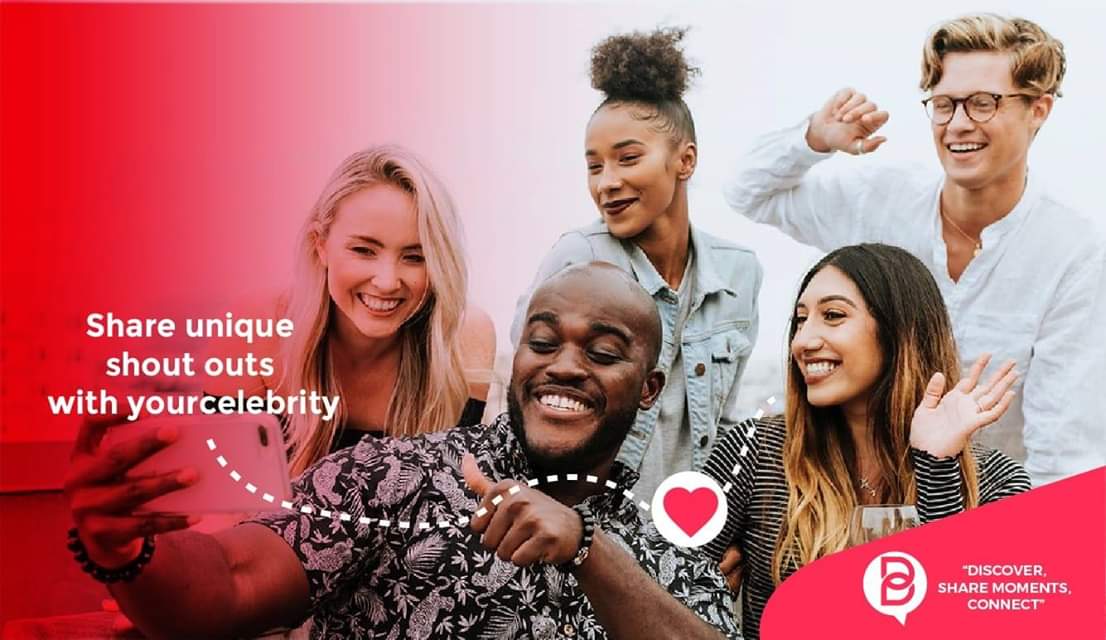 Share unique
shout outs
with yourcelebrity
B
"DISCOVER,
SHARE MOMENTS,
CONNECT"